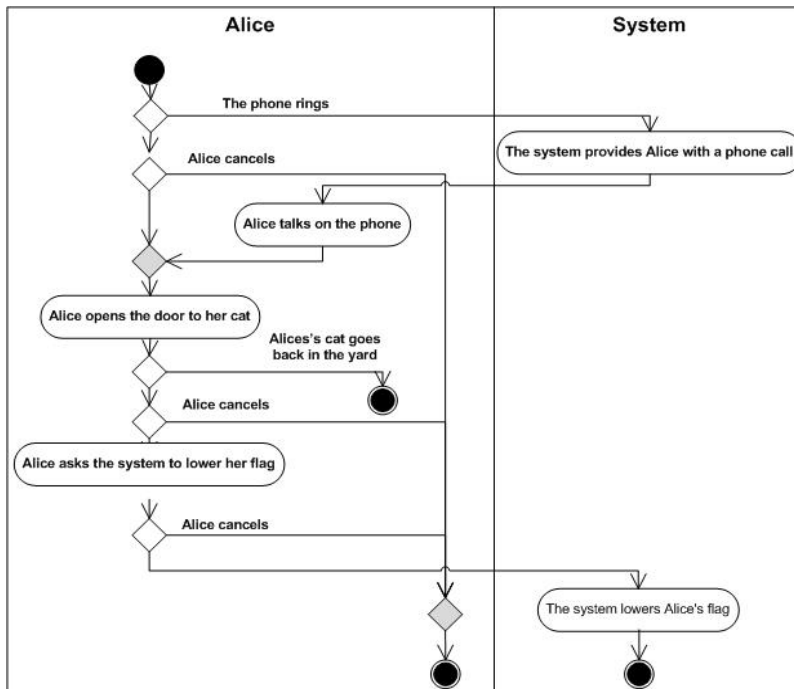 Alice
System
The phone rings
The system provides Alice with a phone call
Alice cancels
Alice talks on the phone
Alice opens the door to her cat
Alices's cat goes
back in the yard
Alice cancels
Alice asks the system to lower her flag
Alice cancels
The system lowers Alice's flag